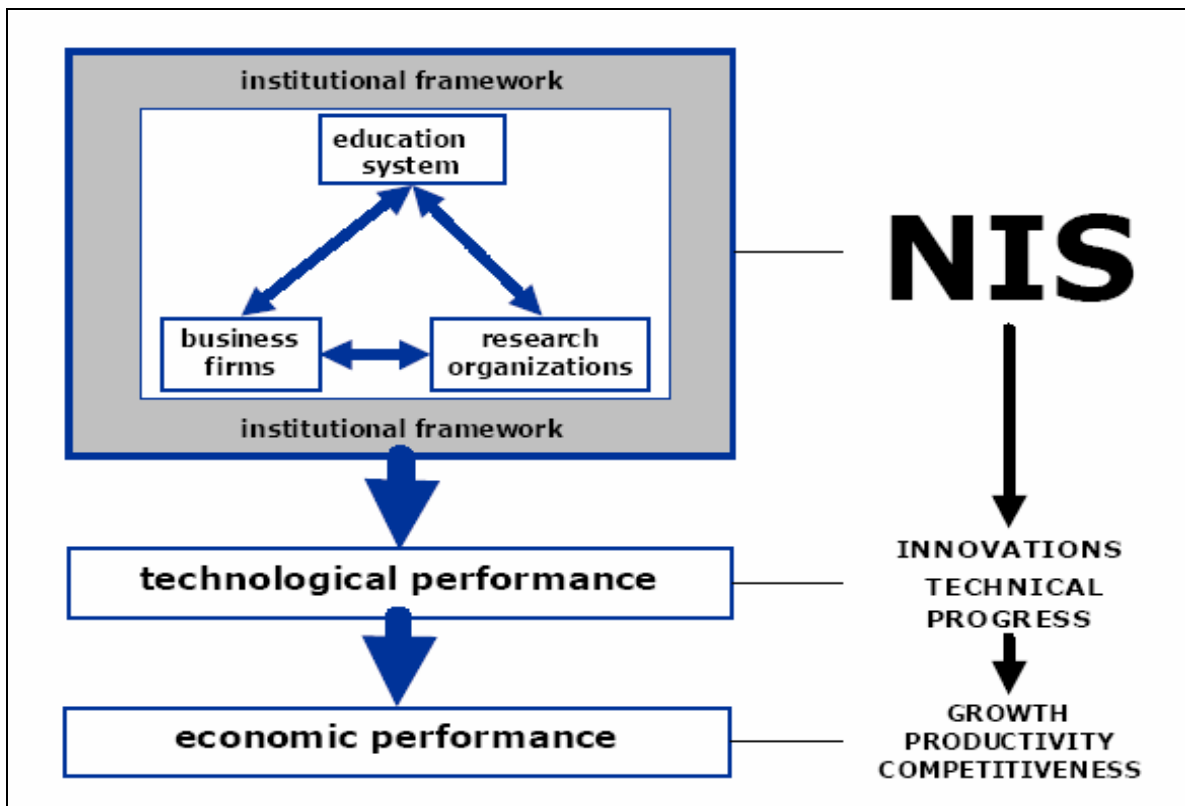 institutional framework
education
system
business
firms
research
organizations
institutional framework
technological performance
economic performance
NIS
INNOVATIONS
TECHNICAL
PROGRESS
GROWTH
PRODUCTIVITY
COMPETITIVENESS